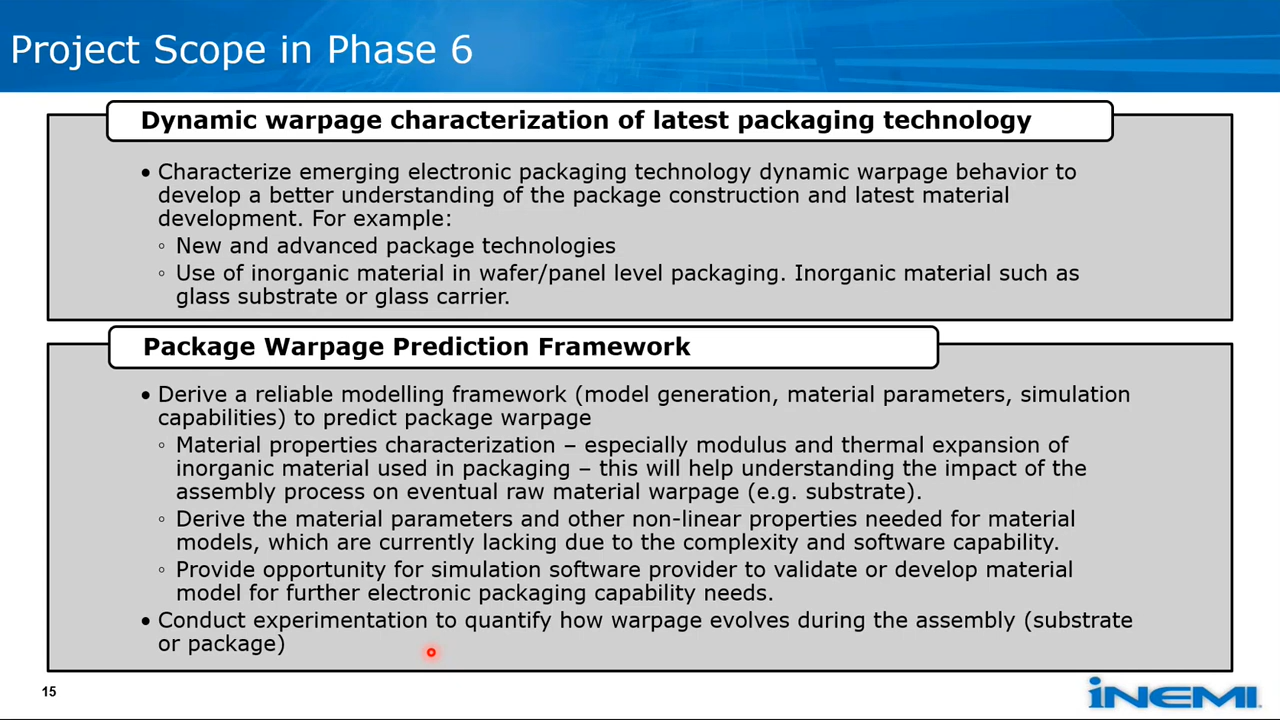 Project Scope in Phase 6
Dynamic warpage characterization of latest packaging technology
• Characterize emerging electronic packaging technology dynamic warpage behavior to
develop a better understanding of the package construction and latest material
development. For example:
◦ New and advanced package technologies
◦ Use of inorganic material in wafer/panel level packaging. Inorganic material such as
glass substrate or glass carrier.
Package Warpage Prediction Framework
• Derive a reliable modelling framework (model generation, material parameters, simulation
capabilities) to predict package warpage
◦ Material properties characterization – especially modulus and thermal expansion of
inorganic material used in packaging – this will help understanding the impact of the
assembly process on eventual raw material warpage (e.g. substrate).
◦ Derive the material parameters and other non-linear properties needed for material
models, which are currently lacking due to the complexity and software capability.
◦ Provide opportunity for simulation software provider to validate or develop material
model for further electronic packaging capability needs.
• Conduct experimentation to quantify how warpage evolves during the assembly (substrate
or package)
15
iNEMI